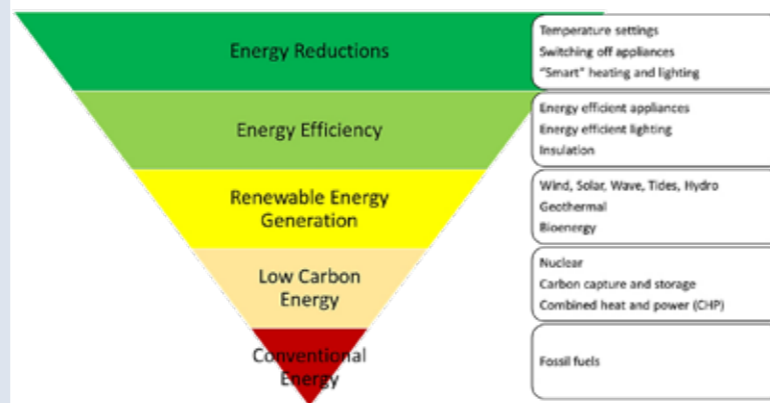 Energy Reductions
Temperature settings
Switching off appliances
“Smart” heating and lighting
Energy Efficiency
Energy efficient appliances
Energy efficient lighting
Insulation
Renewable Energy
Generation
Wind, Solar, Wave, Tides, Hydro
Geothermal
Bioenergy
Low Carbon
Energy
Nuclear
Carbon capture and storage
Combined heat and power (CHP)
Conventional
Energy
Fossil fuels